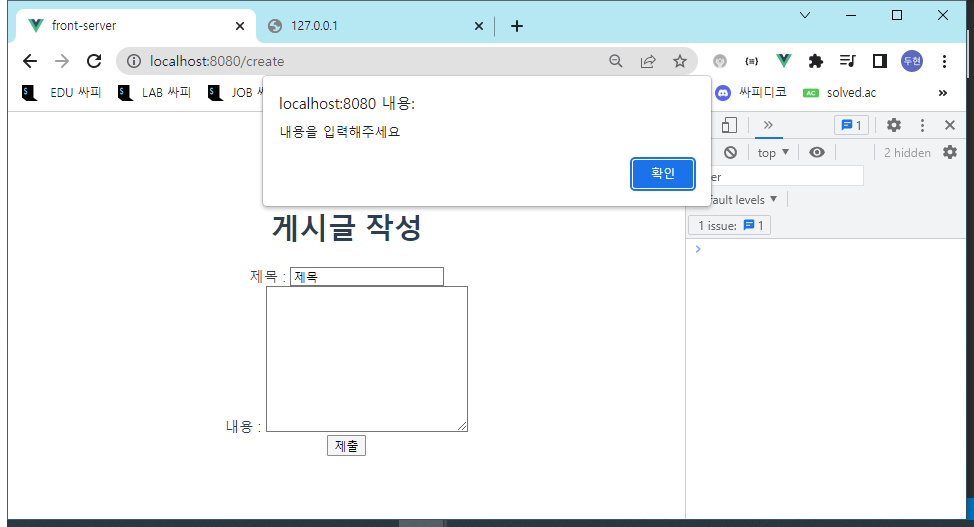 front-server
127.0.0.1
localhost:8080/create
두현
EDU 싸피
LAB 싸피
JOB 싸
싸피디코
AC solved.ac
localhost:8080 내용:
내용을 입력해주세요
확인
1
top
2 hidden
er
fault levels
1 issue: 1
게시글 작성
제목 : 제목
내용 :
제출